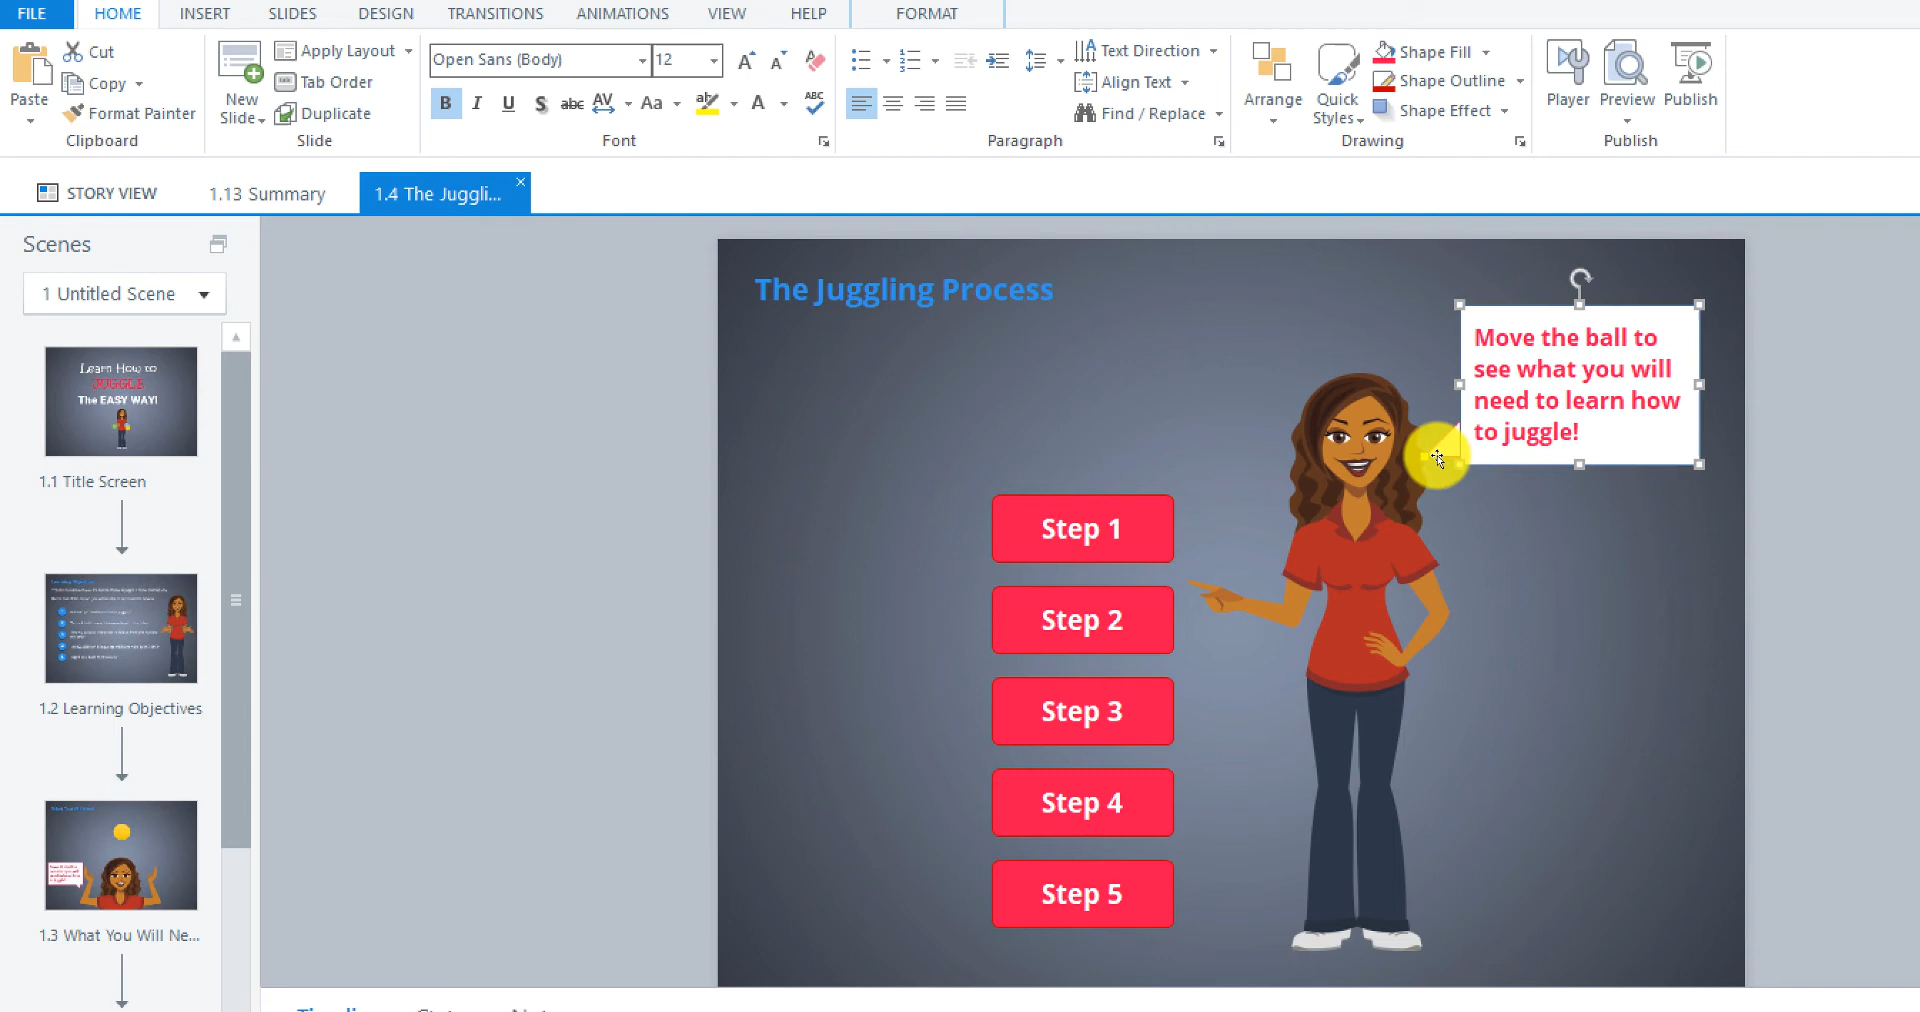 FILE
HOME
INSERT
SLIDES
DESIGN
TRANSITIONS
ANIMATIONS
VIEW
HELP
FORMAT
Paste
Cut
Copy
Format Painter
Clipboard
New
Slide
Apply Layout
Tab Order
Duplicate
Slide
Open Sans (Body)
12
B I U S abc AV Aa A ABC
Font
Text Direction
Align Text
Find / Replace
Paragraph
Arrange
Quick
Styles
Shape Fill
Shape Outline
Shape Effect
Drawing
Player
Preview
Publish
Publish
STORY VIEW
1.13 Summary
1.4 The Juggli...
Scenes
1 Untitled Scene
Learn How to
JUGGLE
The EASY WAY!
1.1 Title Screen
1.2 Learning Objectives
1.3 What You Will Ne...
The Juggling Process
Move the ball to
see what you will
need to learn how
to juggle!
Step 1
Step 2
Step 3
Step 4
Step 5